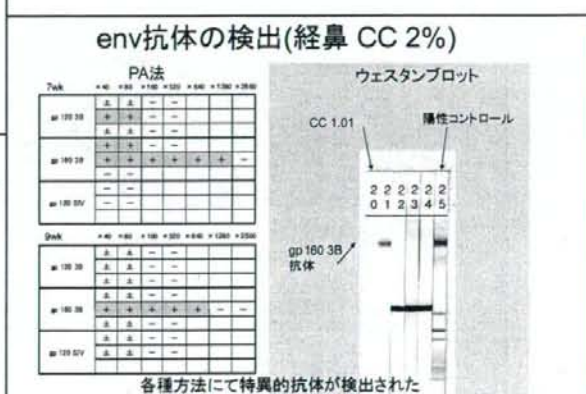 env抗体の検出(経鼻 CC 2%)
PA法
7wk ×40 ×80 ×160 ×320 ×640 ×1280 ×2560
± ± − −
gp 120 3B + + − −
± ± − −
+ + − −
gp 160 3B + + + + + + −
− −
− −
gp 120 SIV − −
9wk ×40 ×80 ×160 ×320 ×640 ×1280 ×2560
± ± − −
gp 120 3B ± ± − −
± ± − −
± ± − −
gp 160 3B + + + + + − −
± ± − −
± ± − −
gp 120 SIV ± ± − −
± ± − −
ウェスタンブロット
CC 1.01
陽性コントロール
2 2 2 2 2 2
0 1 2 3 4 5
gp 160 3B
抗体
各種方法にて特異的抗体が検出された